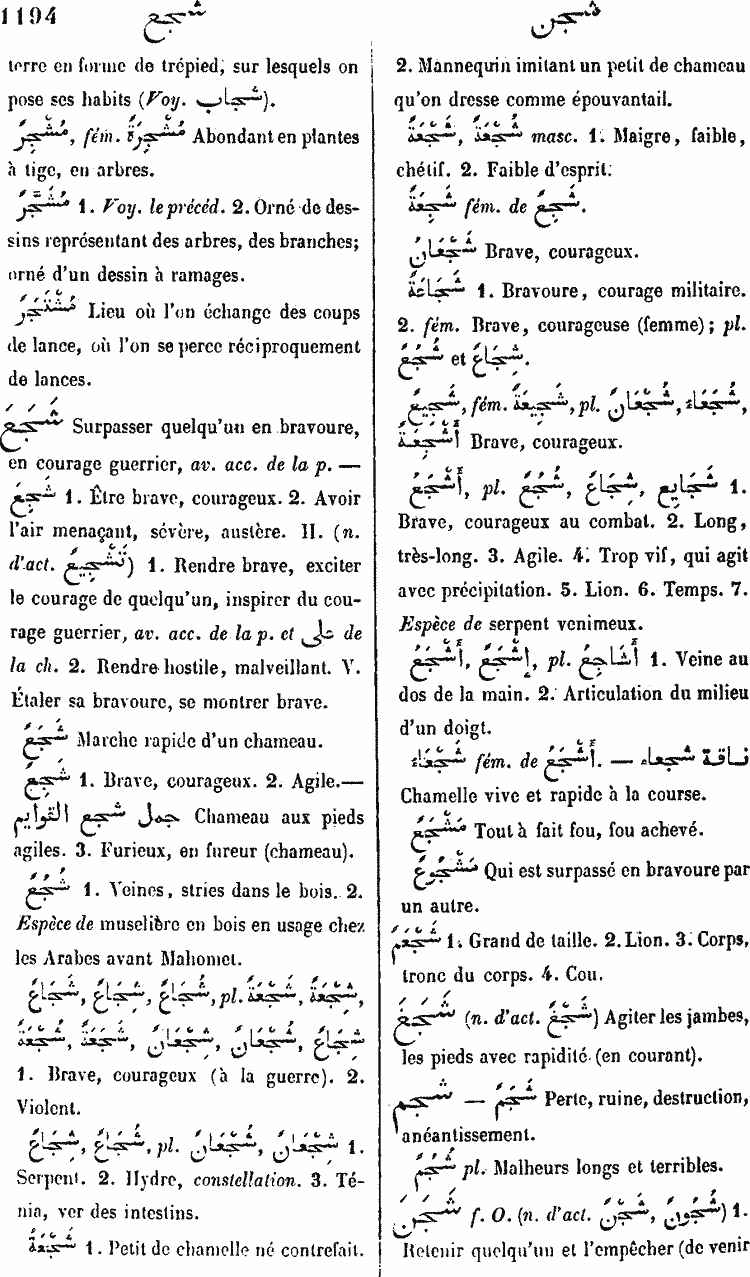 1194 شجع شجن
terre en forme de trépied, sur lesquels on
pose ses habits (Voy. شجاب).
مُشْجِرٌ, fém. مُشْجِرَةٌ Abondant en plantes
à tige, en arbres.
مُشَجَّرٌ 1. Voy. le précéd. 2. Orné de des-
sins représentant des arbres, des branches;
orné d'un dessin à ramages.
مُشْتَجَرٌ Lieu où l'on échange des coups
de lance, où l'on se perce réciproquement
de lances.
شَجَعَ Surpasser quelqu'un en bravoure,
en courage guerrier, av. acc. de la p. —
شَجُعَ 1. Être brave, courageux. 2. Avoir
l'air menaçant, sévère, austère. II. (n.
d'act. تَشْجِيعٌ) 1. Rendre brave, exciter
le courage de quelqu'un, inspirer du cou-
rage guerrier, av. acc. de la p. et على de
la ch. 2. Rendre hostile, malveillant. V.
Étaler sa bravoure, se montrer brave.
شَجَعٌ Marche rapide d'un chameau.
شَجِعٌ 1. Brave, courageux. 2. Agile.—
جمل شجع القوايم Chameau aux pieds
agiles. 3. Furieux, en fureur (chameau).
شُجُعٌ 1. Veines, stries dans le bois. 2.
Espèce de muselière en bois en usage chez
les Arabes avant Mahomet.
شَجَاعٌ, شِجَاعٌ, شُجَاعٌ, pl.
1. Brave, courageux (à la guerre). 2.
Violent.
شُجَاعٌ, شِجَاعٌ, pl. شُجْعَانٌ, شِجْعَانٌ 1.
Serpent. 2. Hydre, constellation. 3. Té-
nia, ver des intestins.
شُجْعَةٌ 1. Petit de chamelle né contrefait.
2. Mannequin imitant un petit de chameau
qu'on dresse comme épouvantail.
masc. 1. Maigre, faible,
chétif. 2. Faible d'esprit.
شَجِعَةٌ fém. de شَجِعٌ.
شُجْعَانٌ Brave, courageux.
شَجَاعَةٌ 1. Bravoure, courage militaire.
2. fém. Brave, courageuse (femme); pl.
شُجُعٌ et شِجَاعٌ.
شَجِيعٌ, fém. شَجِيعَةٌ, pl. شُجْعَانٌ, شُجَعَاءُ,
Brave, courageux.
أَشْجَعُ, pl. شُجْعٌ, شِجَاعٌ, شجايع 1.
Brave, courageux au combat. 2. Long,
très-long. 3. Agile. 4. Trop vif, qui agit
avec précipitation. 5. Lion. 6. Temps. 7.
Espèce de serpent venimeux.
أَشْجَعُ, إِشْجَعُ, pl. أَشَاجِعُ 1. Veine au
dos de la main. 2. Articulation du milieu
d'un doigt.
شَجْعَاءُ fém. de أَشْجَعُ. — ناقة شجعاء
Chamelle vive et rapide à la course.
مُشْجَعٌ Tout à fait fou, fou achevé.
مَشْجُوعٌ Qui est surpassé en bravoure par
un autre.
شَجْعَمٌ 1. Grand de taille. 2. Lion. 3. Corps,
tronc du corps. 4. Cou.
شَجَغَ (n. d'act. شَجْغٌ) Agiter les jambes,
les pieds avec rapidité (en courant).
شجم — شَجَمٌ Perte, ruine, destruction,
anéantissement.
شُجُمٌ pl. Malheurs longs et terribles.
شَجَنَ f. O. (n. d'act. شَجْنٌ, شُجُونٌ) 1.
Retenir quelqu'un et l'empêcher (de venir